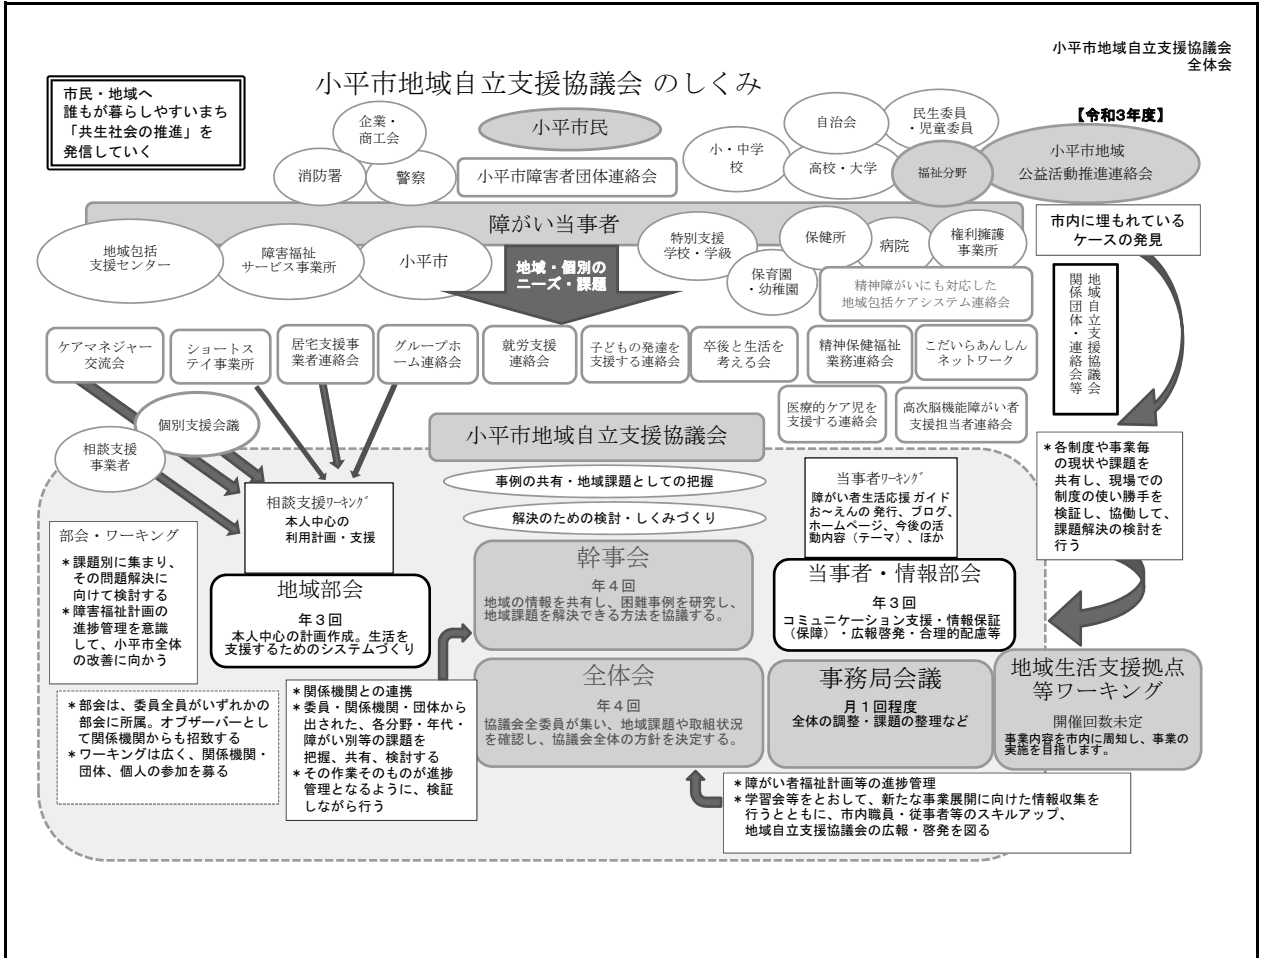 小平市地域自立支援協議会
全体会
小平市地域自立支援協議会 のしくみ
市民・地域へ
誰もが暮らしやすいまち
「共生社会の推進」を
発信していく
【令和3年度】
企業・
商工会
小平市民
自治会
民生委員
・児童委員
消防署
警察
小平市障害者団体連絡会
小・中学
校
高校・大学
福祉分野
小平市地域
公益活動推進連絡会
障がい当事者
地域包括
支援センター
障害福祉
サービス事業所
小平市
地域・個別の
ニーズ・課題
特別支援
学校・学級
保育園
・幼稚園
保健所
病院
権利擁護
事業所
市内に埋もれている
ケースの発見
精神障がいにも対応した
地域包括ケアシステム連絡会
地域自立支援協議会
関係団体・連絡会等
ケアマネジャー
交流会
ショートス
テイ事業所
居宅支援事
業者連絡会
グループホ
ーム連絡会
就労支援
連絡会
子どもの発達を
支援する連絡会
卒後と生活を
考える会
精神保健福祉
業務連絡会
こだいらあんしん
ネットワーク
医療的ケア児を
支援する連絡会
高次脳機能障がい者
支援担当者連絡会
個別支援会議
相談支援
事業者
小平市地域自立支援協議会
事例の共有・地域課題としての把握
解決のための検討・しくみづくり
相談支援ワーキング
本人中心の
利用計画・支援
当事者ワーキング
障がい者生活応援 ガイド
お～えんの 発行、ブログ、
ホームページ、今後の活
動内容（テーマ）、ほか
＊各制度や事業毎
の現状や課題を
共有し、現場での
制度の使い勝手を
検証し、協働して、
課題解決の検討を
行う
部会・ワーキング
＊課題別に集まり、
その問題解決に
向けて検討する
＊障害福祉計画の
進捗管理を意識
して、小平市全体
の改善に向かう
地域部会
年３回
本人中心の計画作成。生活を
支援するためのシステムづくり
幹事会
年４回
地域の情報を共有し、困難事例を研究し、
地域課題を解決できる方法を協議する。
当事者・情報部会
年３回
コミュニケーション支援・情報保証
（保障）・広報啓発・合理的配慮等
＊部会は、委員全員がいずれかの
部会に所属。オブザーバーとし
て関係機関からも招致する
＊ワーキングは広く、関係機関・
団体、個人の参加を募る
＊関係機関との連携
＊委員・関係機関・団体から
出された、各分野・年代・
障がい別等の課題を
把握、共有、検討する
＊その作業そのものが進捗
管理となるように、検証
しながら行う
全体会
年４回
協議会全委員が集い、地域課題や取組状況
を確認し、協議会全体の方針を決定する。
事務局会議
月１回程度
全体の調整・課題の整理など
地域生活支援拠点
等ワーキング
開催回数未定
事業内容を市内に周知し、事業の
実施を目指します。
＊障がい者福祉計画等の進捗管理
＊学習会等をとおして、新たな事業展開に向けた情報収集を
行うとともに、市内職員・従事者等のスキルアップ、
地域自立支援協議会の広報・啓発を図る